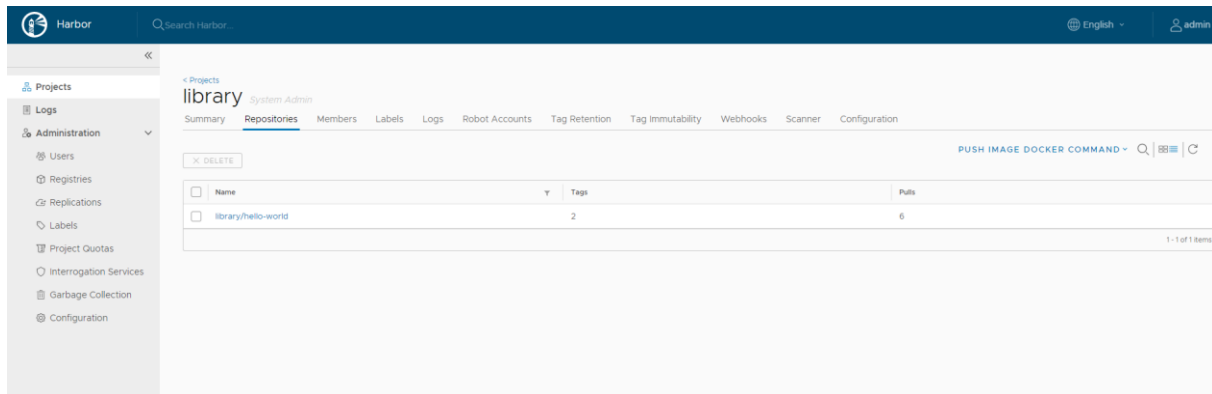 Harbor
Search Harbor...
English
admin
Projects
Logs
Administration
Users
Registries
Replications
Labels
Project Quotas
Interrogation Services
Garbage Collection
Configuration
< Projects
library System Admin
Summary Repositories Members Labels Logs Robot Accounts Tag Retention Tag Immutability Webhooks Scanner Configuration
PUSH IMAGE DOCKER COMMAND
X DELETE
Name Tags Pulls
library/hello-world 2 6
1 - 1 of 1 items